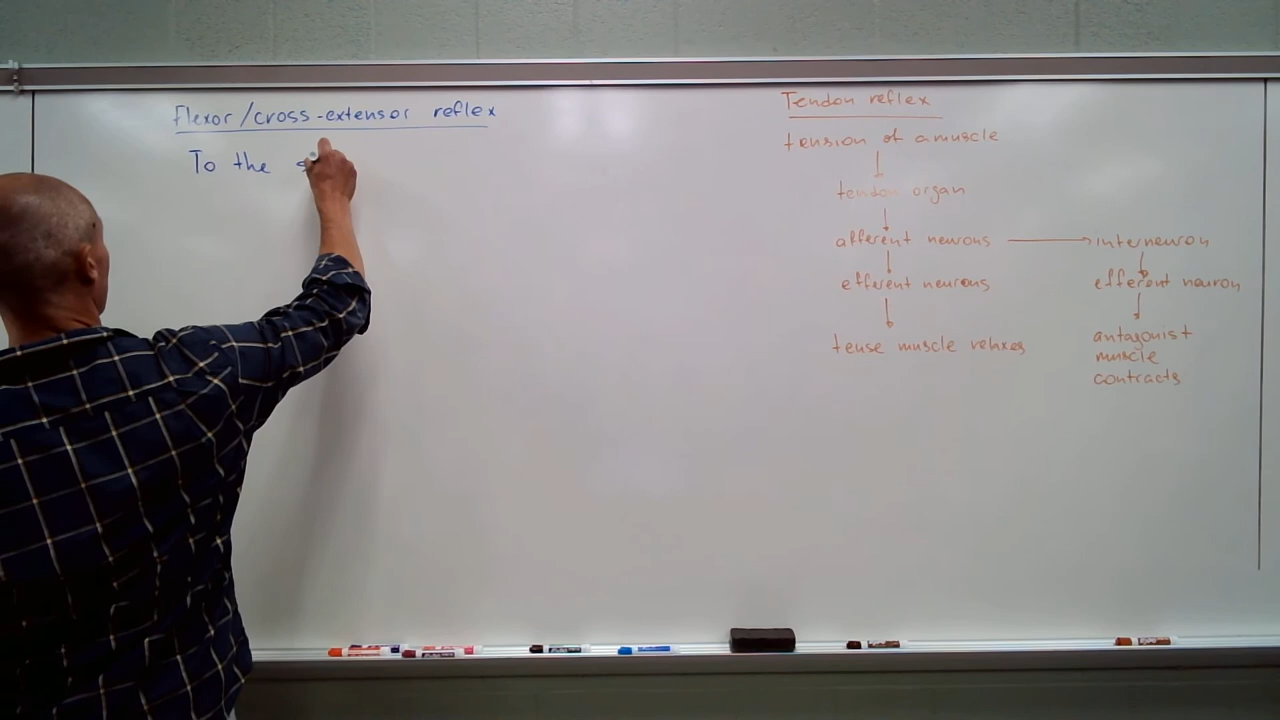 Flexor/cross-extensor reflex
To the
Tendon reflex
tension of a muscle
tendon organ
afferent neurons
interneuron
efferent neurons
efferent neuron
tense muscle relaxes
antagonist
muscle
contracts